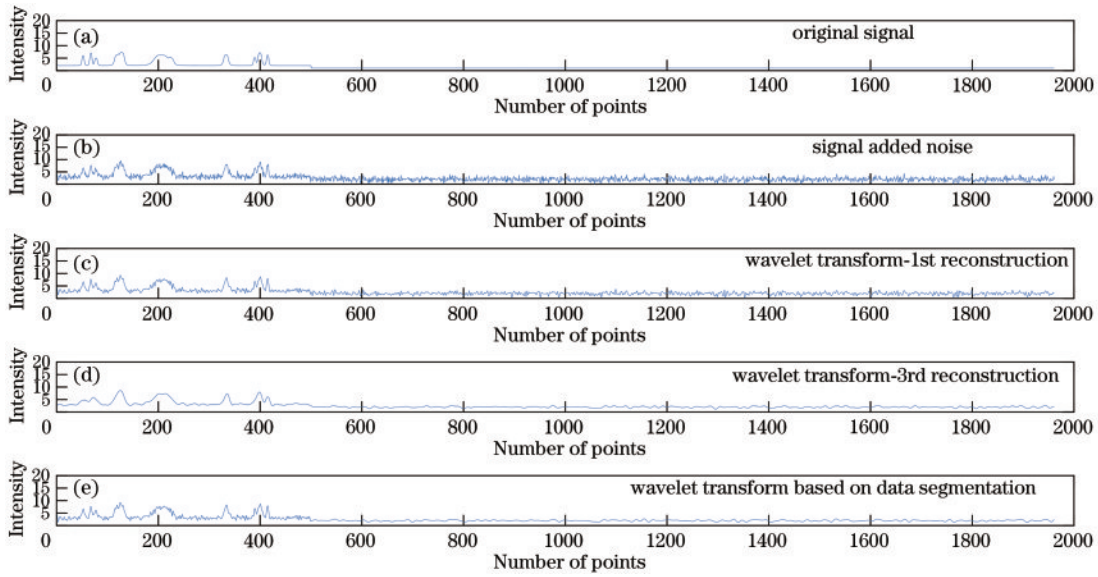 Intensity
20
15
10
5
(a)
original signal
0 200 400 600 800 1000 1200 1400 1600 1800 2000
Number of points
Intensity
20
15
10
5
(b)
signal added noise
0 200 400 600 800 1000 1200 1400 1600 1800 2000
Number of points
Intensity
20
15
10
5
(c)
wavelet transform-1st reconstruction
0 200 400 600 800 1000 1200 1400 1600 1800 2000
Number of points
Intensity
20
15
10
5
(d)
wavelet transform-3rd reconstruction
0 200 400 600 800 1000 1200 1400 1600 1800 2000
Number of points
Intensity
20
15
10
5
(e)
wavelet transform based on data segmentation
0 200 400 600 800 1000 1200 1400 1600 1800 2000
Number of points